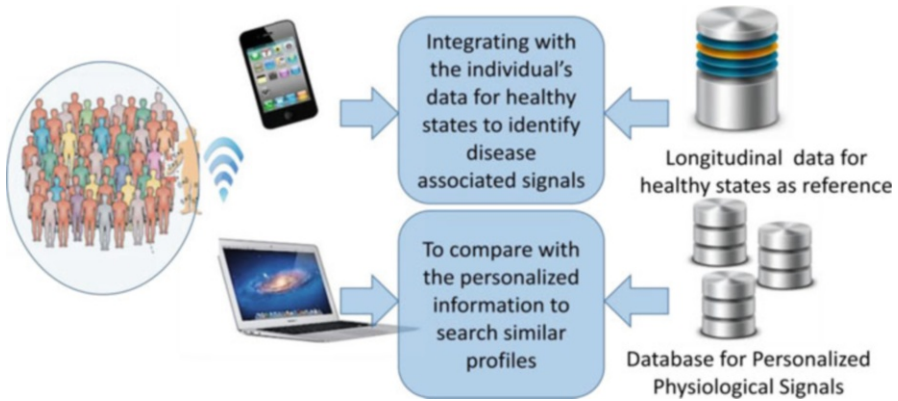 Integrating with
the individual's
data for healthy
states to identify
disease
associated signals
Longitudinal data for
healthy states as reference
To compare with
the personalized
information to
search similar
profiles
Database for Personalized
Physiological Signals